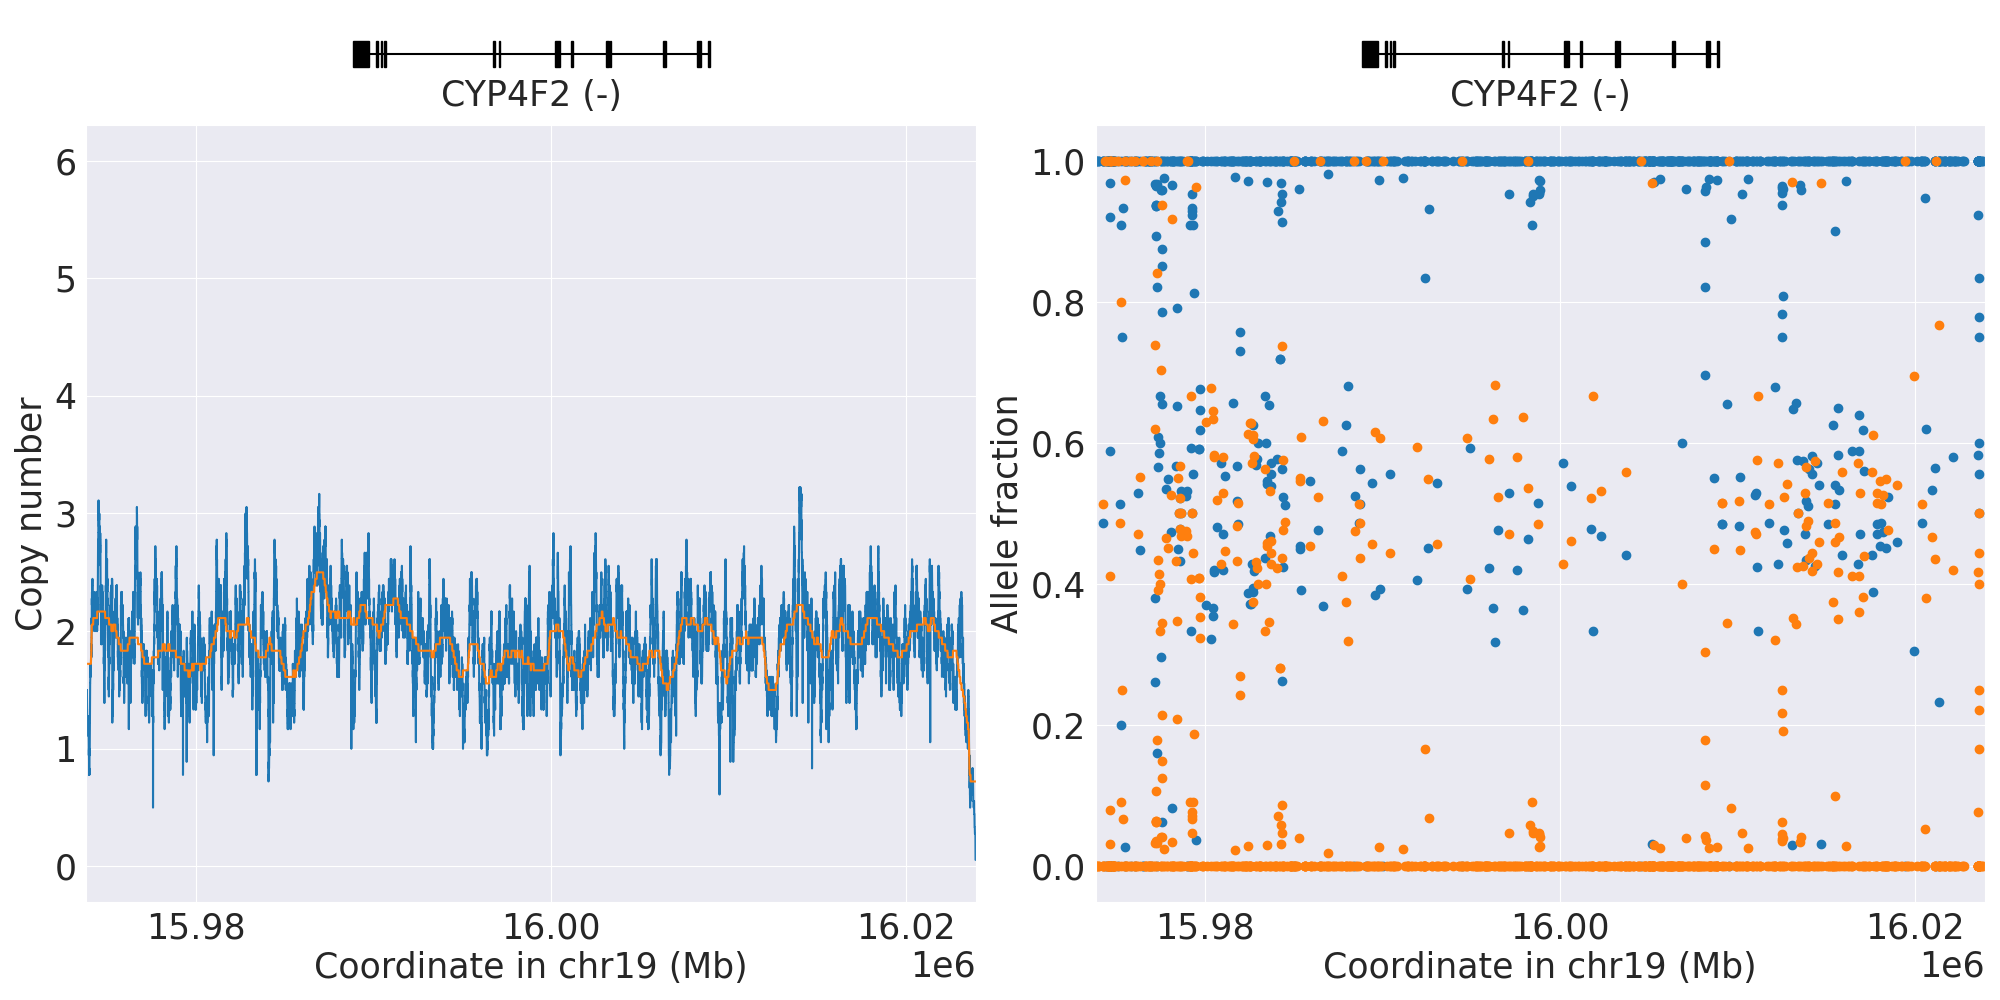 CYP4F2 (-)
6
5
4
3
2
1
0
Copy number
15.98
16.00
16.02
Coordinate in chr19 (Mb)
1e6
CYP4F2 (-)
1.0
0.8
0.6
0.4
0.2
0.0
Allele fraction
15.98
16.00
16.02
Coordinate in chr19 (Mb)
1e6